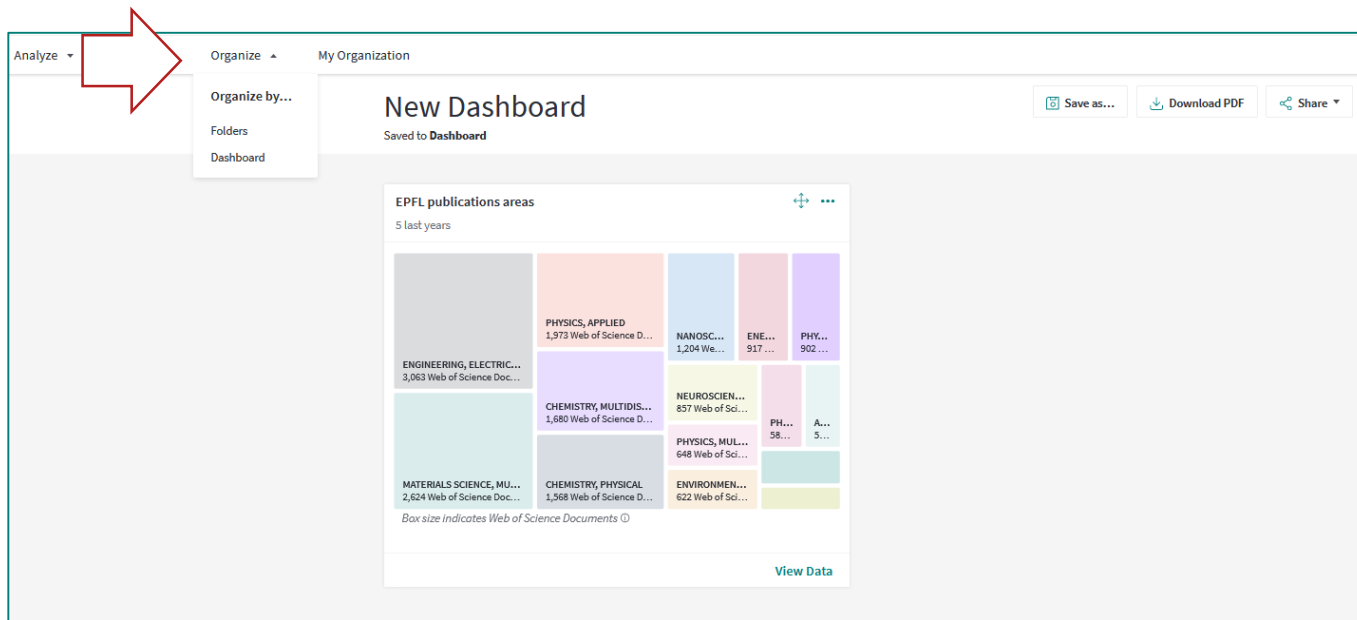 Analyze
Organize
My Organization
Organize by...
Folders
Dashboard
New Dashboard
Saved to Dashboard
Save as...
Download PDF
Share
EPFL publications areas
5 last years
ENGINEERING, ELECTRIC...
3,063 Web of Science Doc...
MATERIALS SCIENCE, MU...
2,624 Web of Science Doc...
PHYSICS, APPLIED
1,973 Web of Science D...
CHEMISTRY, MULTIDIS...
1,680 Web of Science D...
CHEMISTRY, PHYSICAL
1,568 Web of Science D...
NANOSC...
1,204 We...
ENE...
917 ...
PHY...
902 ...
NEUROSCIEN...
857 Web of Sci...
PHYSICS, MUL...
648 Web of Sci...
ENVIRONMEN...
622 Web of Sci...
PH...
58...
A...
5...
Box size indicates Web of Science Documents
View Data